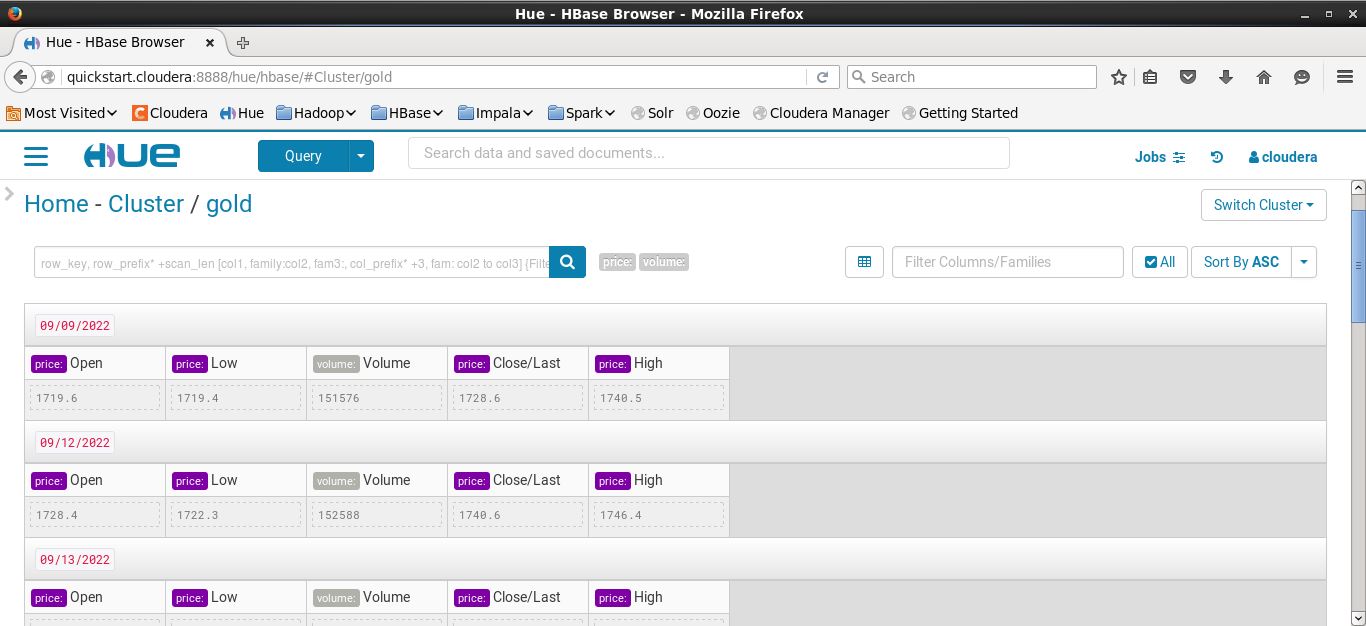 Hue - HBase Browser - Mozilla Firefox
Hue - HBase Browser
quickstart.cloudera:8888/hue/hbase/#Cluster/gold
Search
Most Visited Cloudera Hue Hadoop HBase Impala Spark Solr Oozie Cloudera Manager Getting Started
HUE Query Search data and saved documents... Jobs cloudera
Home - Cluster / gold Switch Cluster
row_key, row_prefix* +scan_len [col1, family:col2, fam3:, col_prefix* +3, fam: col2 to col3] {Filte price: volume: Filter Columns/Families All Sort By ASC
09/09/2022
price: Open price: Low volume: Volume price: Close/Last price: High
1719.6 1719.4 151576 1728.6 1740.5
09/12/2022
price: Open price: Low volume: Volume price: Close/Last price: High
1728.4 1722.3 152588 1740.6 1746.4
09/13/2022
price: Open price: Low volume: Volume price: Close/Last price: High